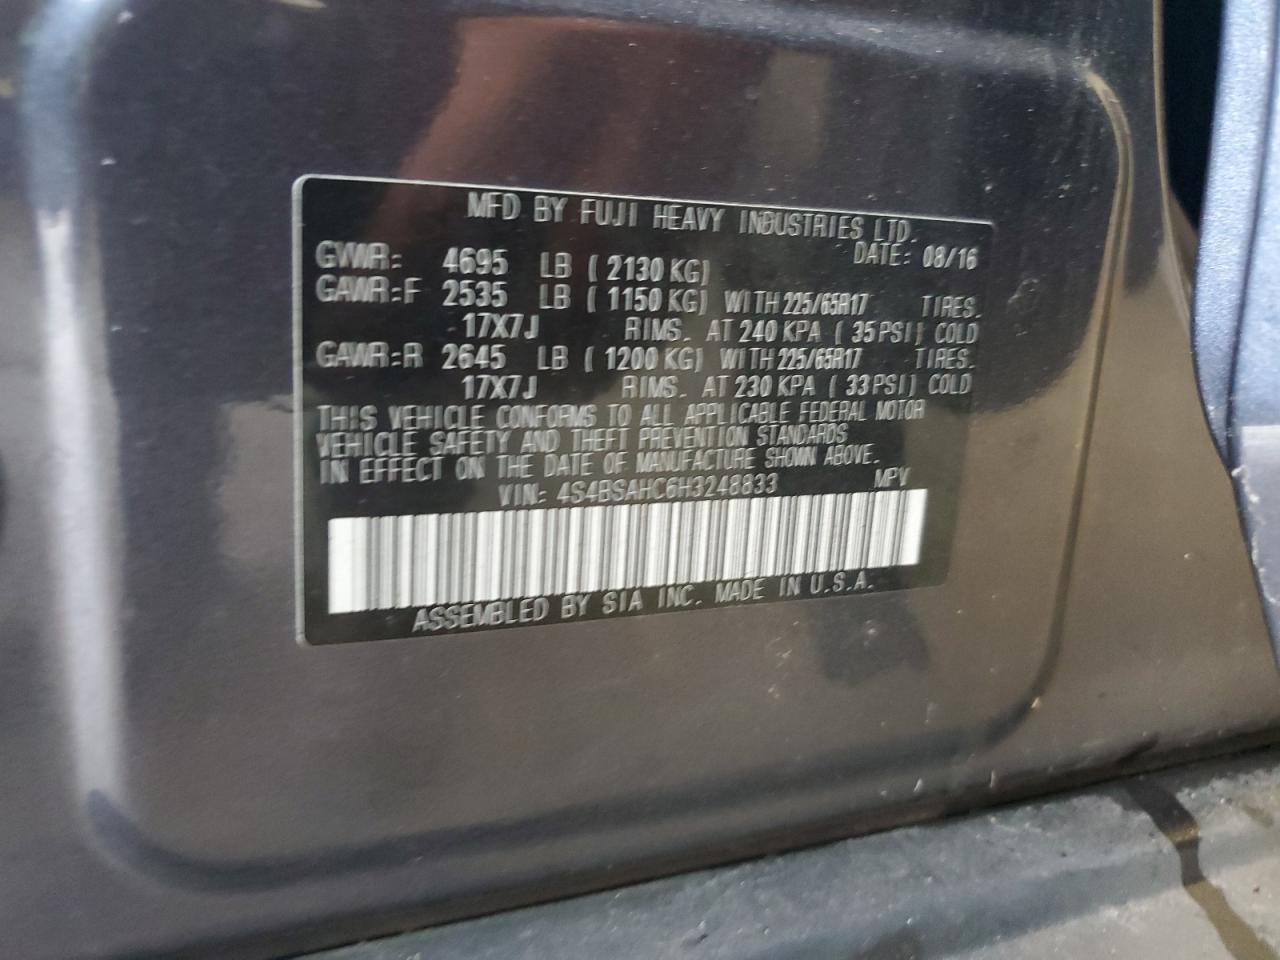 MFD BY FUJI HEAVY INDUSTRIES LTD.
DATE: 08/16
GVWR: 4695 LB ( 2130 KG)
GAWR:F 2535 LB ( 1150 KG) WITH 225/65R17 TIRES.
17X7J RIMS. AT 240 KPA ( 35 PSI) COLD
GAWR:R 2645 LB ( 1200 KG) WITH 225/65R17 TIRES.
17X7J RIMS. AT 230 KPA ( 33 PSI) COLD
THIS VEHICLE CONFORMS TO ALL APPLICABLE FEDERAL MOTOR
VEHICLE SAFETY AND THEFT PREVENTION STANDARDS
IN EFFECT ON THE DATE OF MANUFACTURE SHOWN ABOVE.
VIN: 4S4BSAHC6H3248833 MPV
ASSEMBLED BY SIA INC. MADE IN U.S.A.